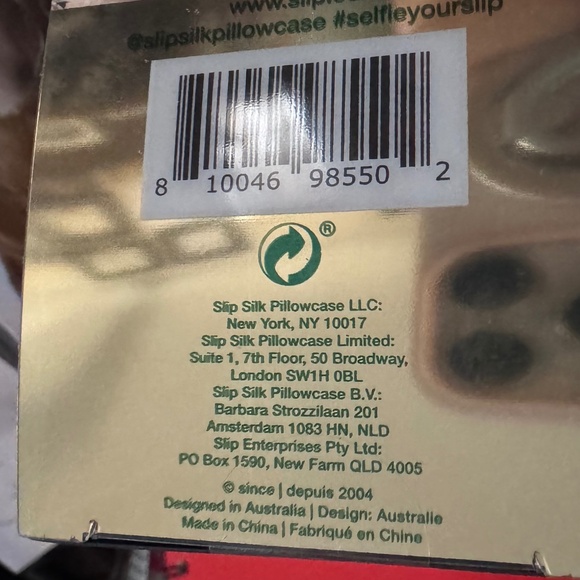 @slipsilkpillowcase #selfieyourslip
8 10046 98550 2
®
Slip Silk Pillowcase LLC:
New York, NY 10017
Slip Silk Pillowcase Limited:
Suite 1, 7th Floor, 50 Broadway,
London SW1H 0BL
Slip Silk Pillowcase B.V.:
Barbara Strozzilaan 201
Amsterdam 1083 HN, NLD
Slip Enterprises Pty Ltd:
PO Box 1590, New Farm QLD 4005
© since | depuis 2004
Designed in Australia | Design: Australie
Made in China | Fabriqué en Chine